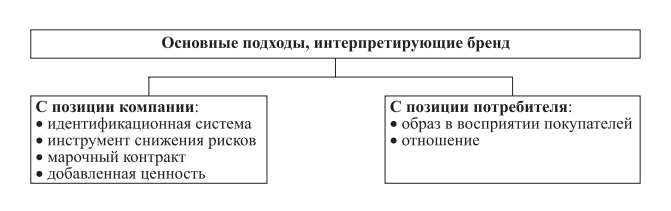 Основные подходы, интерпретирующие бренд
С позиции компании:
• идентификационная система
• инструмент снижения рисков
• марочный контракт
• добавленная ценность
С позиции потребителя:
• образ в восприятии покупателей
• отношение